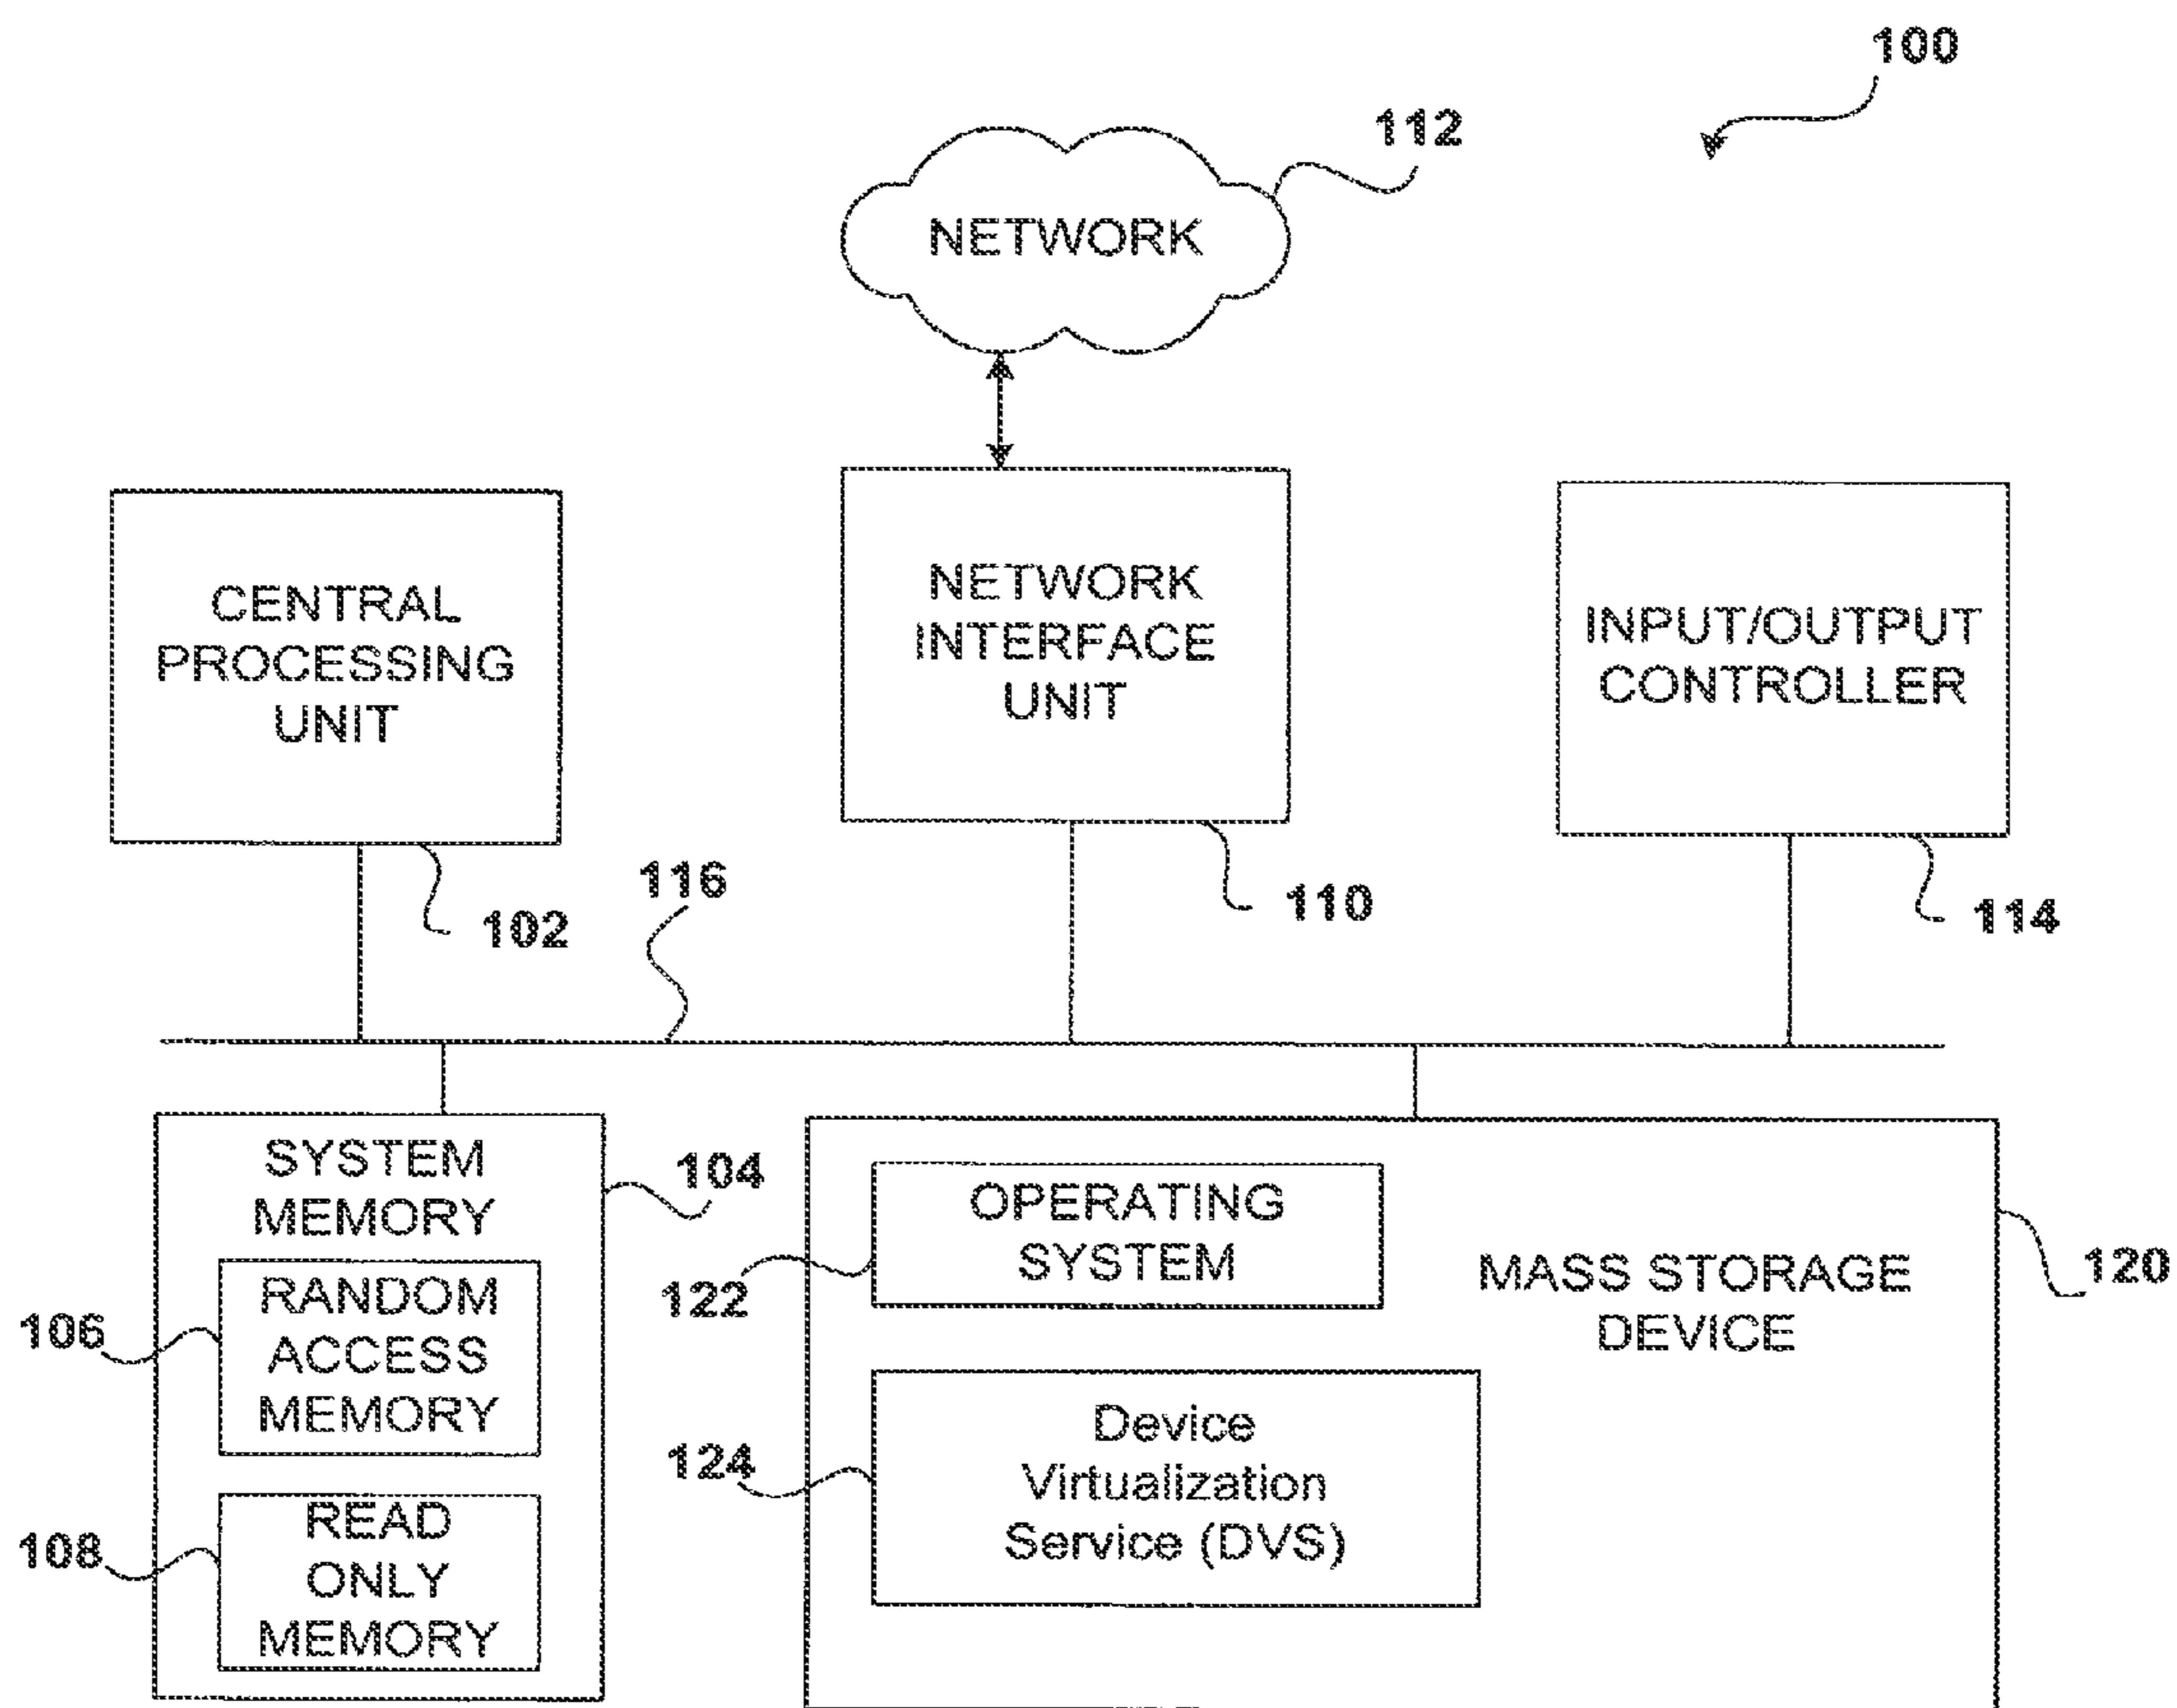 100
112
NETWORK
CENTRAL
PROCESSING
UNIT
102
NETWORK
INTERFACE
UNIT
110
INPUT/OUTPUT
CONTROLLER
114
116
SYSTEM
MEMORY
104
RANDOM
ACCESS
MEMORY
106
READ
ONLY
MEMORY
108
OPERATING
SYSTEM
122
MASS STORAGE
DEVICE
120
Device
Virtualization
Service (DVS)
124